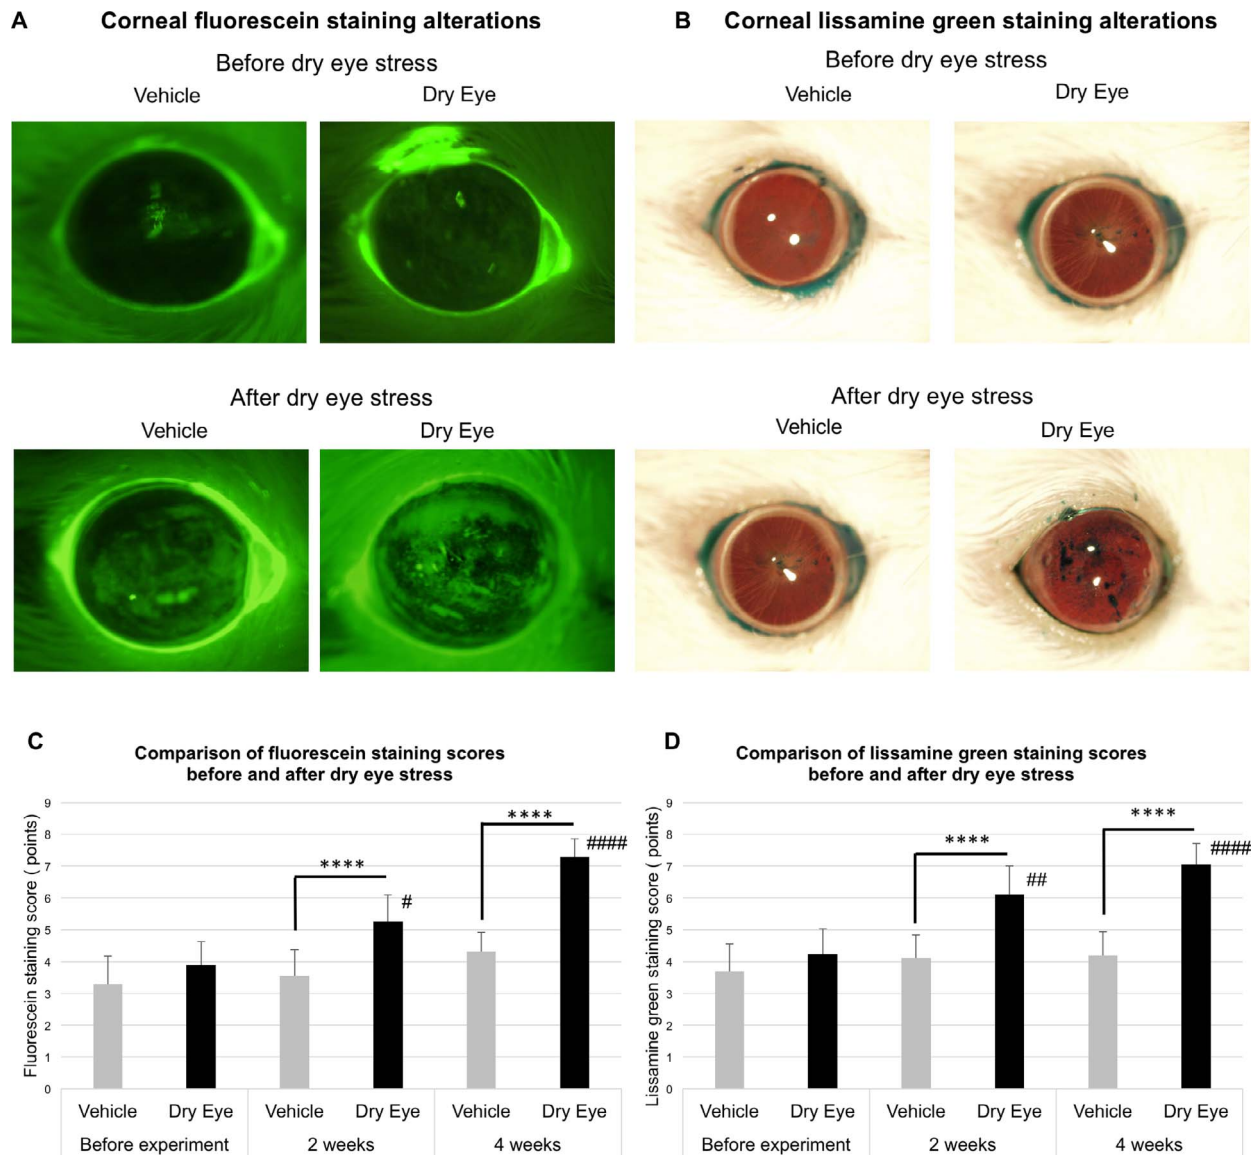 A Corneal fluorescein staining alterations
Before dry eye stress
Vehicle Dry Eye
After dry eye stress
Vehicle Dry Eye
B Corneal lissamine green staining alterations
Before dry eye stress
Vehicle Dry Eye
After dry eye stress
Vehicle Dry Eye
C
Comparison of fluorescein staining scores
before and after dry eye stress
Fluorescein staining score ( points)
9
8
7
6
5
4
3
2
1
0
****
****
#
####
Vehicle Dry Eye Vehicle Dry Eye Vehicle Dry Eye
Before experiment 2 weeks 4 weeks
D
Comparison of lissamine green staining scores
before and after dry eye stress
Lissamine green staining score ( points)
9
8
7
6
5
4
3
2
1
0
****
****
##
####
Vehicle Dry Eye Vehicle Dry Eye Vehicle Dry Eye
Before experiment 2 weeks 4 weeks